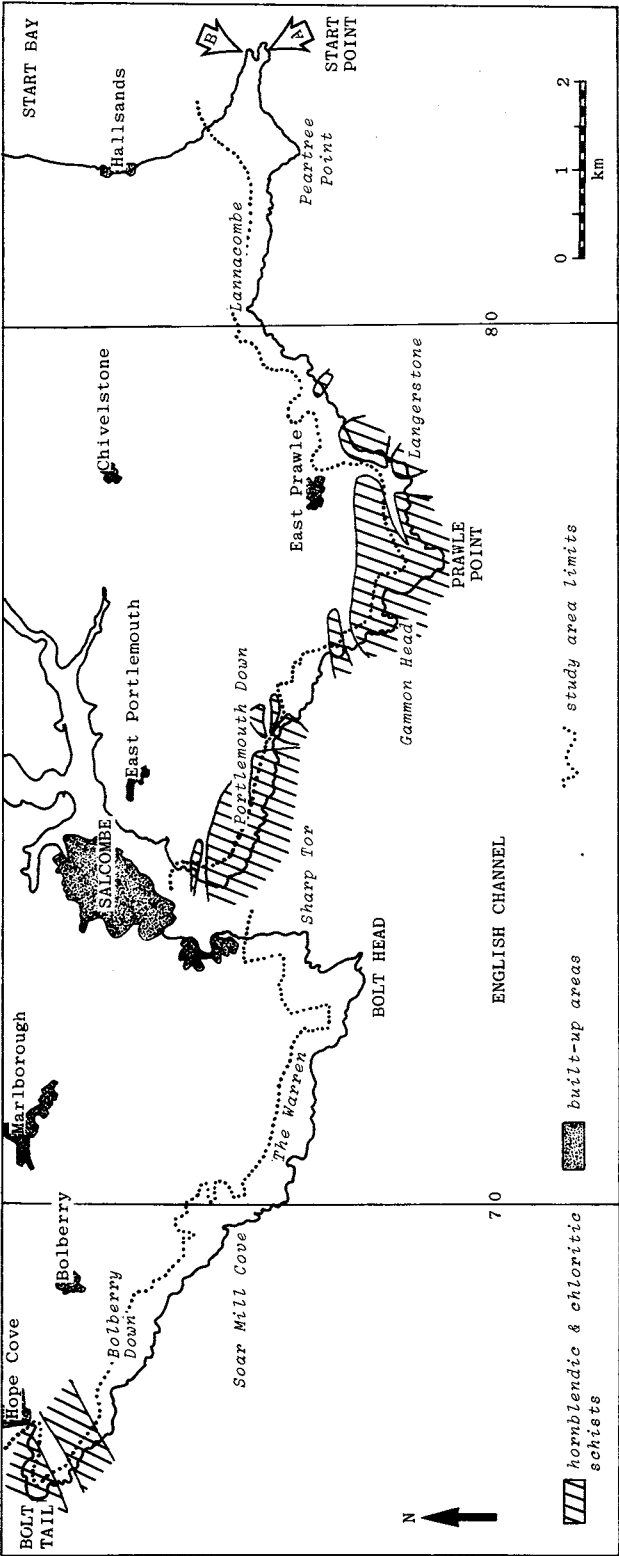 START BAY
Hallsands
B
A
START
POINT
Peartree
Point
Lannacombe
80
Chivelstone
East Prawle
Langerstone
PRAWLE
POINT
Gammon Head
East Portlemouth
Portlemouth Down
SALCOMBE
Sharp Tor
BOLT HEAD
ENGLISH CHANNEL
Marlborough
The Warren
70
Bolberry
Soar Mill Cove
Bolberry
Down
Hope Cove
BOLT
TAIL
N
0 1 2
km
hornblendic & chloritic
schists
built-up areas
study area limits